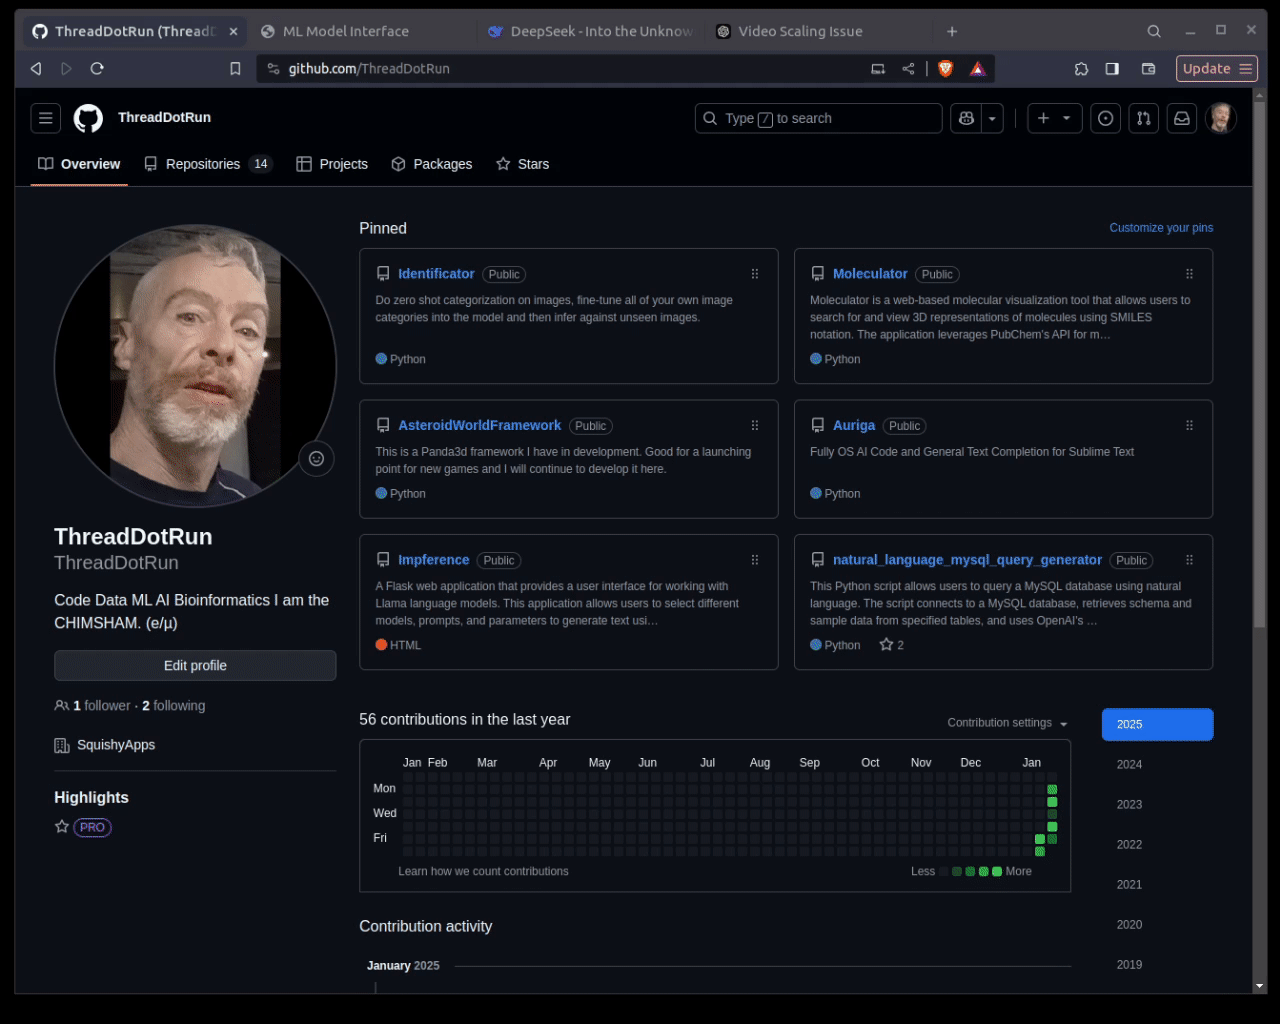 ThreadDotRun (ThreadD
ML Model Interface
DeepSeek - Into the Unknow
Video Scaling Issue
github.com/ThreadDotRun
Update
ThreadDotRun
Type / to search
Overview
Repositories 14
Projects
Packages
Stars
Pinned
Customize your pins
Identificator Public
Do zero shot categorization on images, fine-tune all of your own image
categories into the model and then infer against unseen images.
Python
Moleculator Public
Moleculator is a web-based molecular visualization tool that allows users to
search for and view 3D representations of molecules using SMILES
notation. The application leverages PubChem's API for m…
Python
AsteroidWorldFramework Public
This is a Panda3d framework I have in development. Good for a launching
point for new games and I will continue to develop it here.
Python
Auriga Public
Fully OS AI Code and General Text Completion for Sublime Text
Python
Impference Public
A Flask web application that provides a user interface for working with
Llama language models. This application allows users to select different
models, prompts, and parameters to generate text usi…
HTML
natural_language_mysql_query_generator Public
This Python script allows users to query a MySQL database using natural
language. The script connects to a MySQL database, retrieves schema and
sample data from specified tables, and uses OpenAI's …
Python 2
ThreadDotRun
ThreadDotRun
Code Data ML AI Bioinformatics I am the
CHIMSHAM. (e/µ)
Edit profile
1 follower · 2 following
SquishyApps
Highlights
PRO
56 contributions in the last year
Contribution settings
Jan Feb Mar Apr May Jun Jul Aug Sep Oct Nov Dec Jan
Mon
Wed
Fri
Learn how we count contributions
Less More
2025
2024
2023
2022
2021
2020
2019
Contribution activity
January 2025